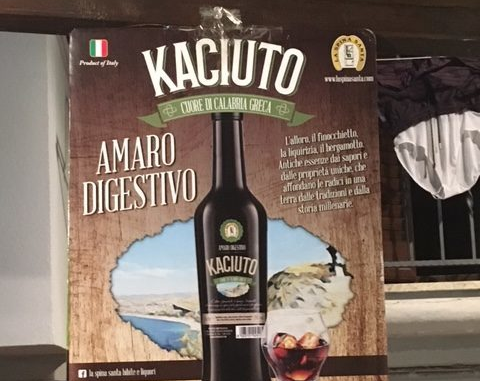 Product of Italy
LA SPINA SANTA
www.laspinasanta.com
KACIUTO
CUORE DI CALABRIA GRECA
AMARO
DIGESTIVO
L'alloro, il finocchietto,
la liquirizia, il bergamotto.
Antiche essenze dai sapori e
dalle proprietà uniche, che
affondano le radici in una
terra dalle tradizioni e dalla
storia millenarie.
AMARO DIGESTIVO
KACIUTO
la spina santa bibite e liquori